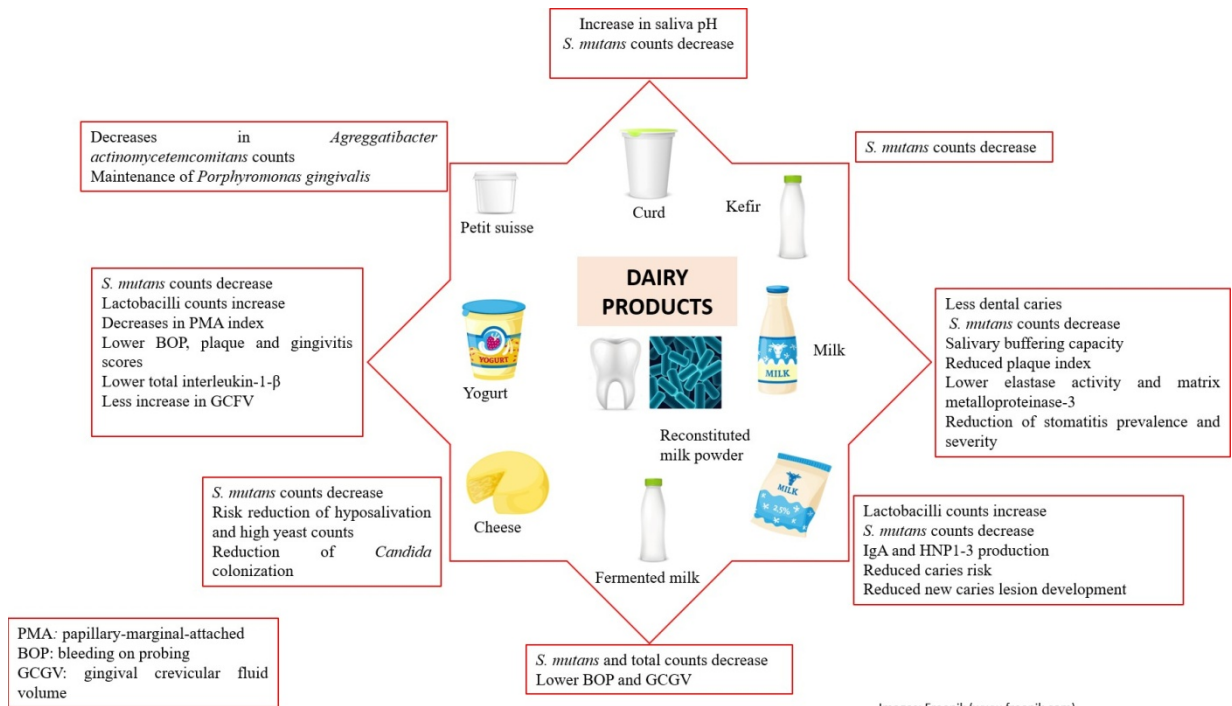 Increase in saliva pH
S. mutans counts decrease
Decreases in Agreggatibacter
actinomycetemcomitans counts
Maintenance of Porphyromonas gingivalis
S. mutans counts decrease
Petit suisse
Curd
Kefir
S. mutans counts decrease
Lactobacilli counts increase
Decreases in PMA index
Lower BOP, plaque and gingivitis
scores
Lower total interleukin-1-β
Less increase in GCFV
YOGURT
Yogurt
DAIRY
PRODUCTS
MILK
Milk
Less dental caries
S. mutans counts decrease
Salivary buffering capacity
Reduced plaque index
Lower elastase activity and matrix
metalloproteinase-3
Reduction of stomatitis prevalence and
severity
S. mutans counts decrease
Risk reduction of hyposalivation
and high yeast counts
Reduction of Candida
colonization
Cheese
Fermented milk
Reconstituted
milk powder
MILK
2.5%
Lactobacilli counts increase
S. mutans counts decrease
IgA and HNP1-3 production
Reduced caries risk
Reduced new caries lesion development
PMA: papillary-marginal-attached
BOP: bleeding on probing
GCGV: gingival crevicular fluid
volume
S. mutans and total counts decrease
Lower BOP and GCGV